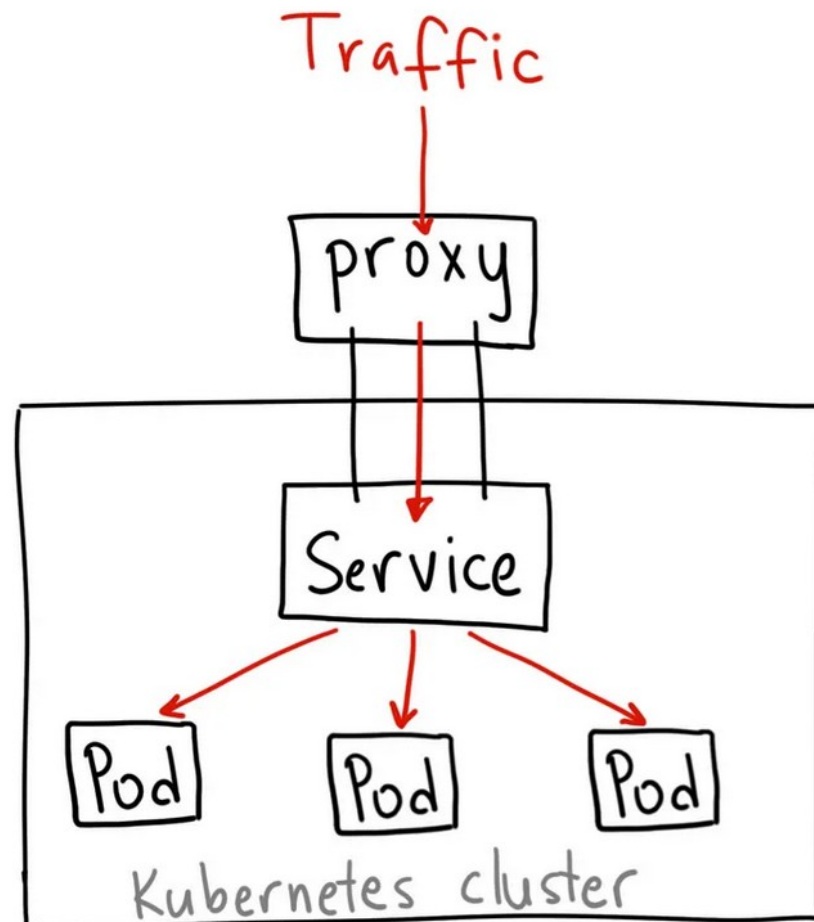 Traffic
proxy
Service
Pod Pod Pod
Kubernetes cluster